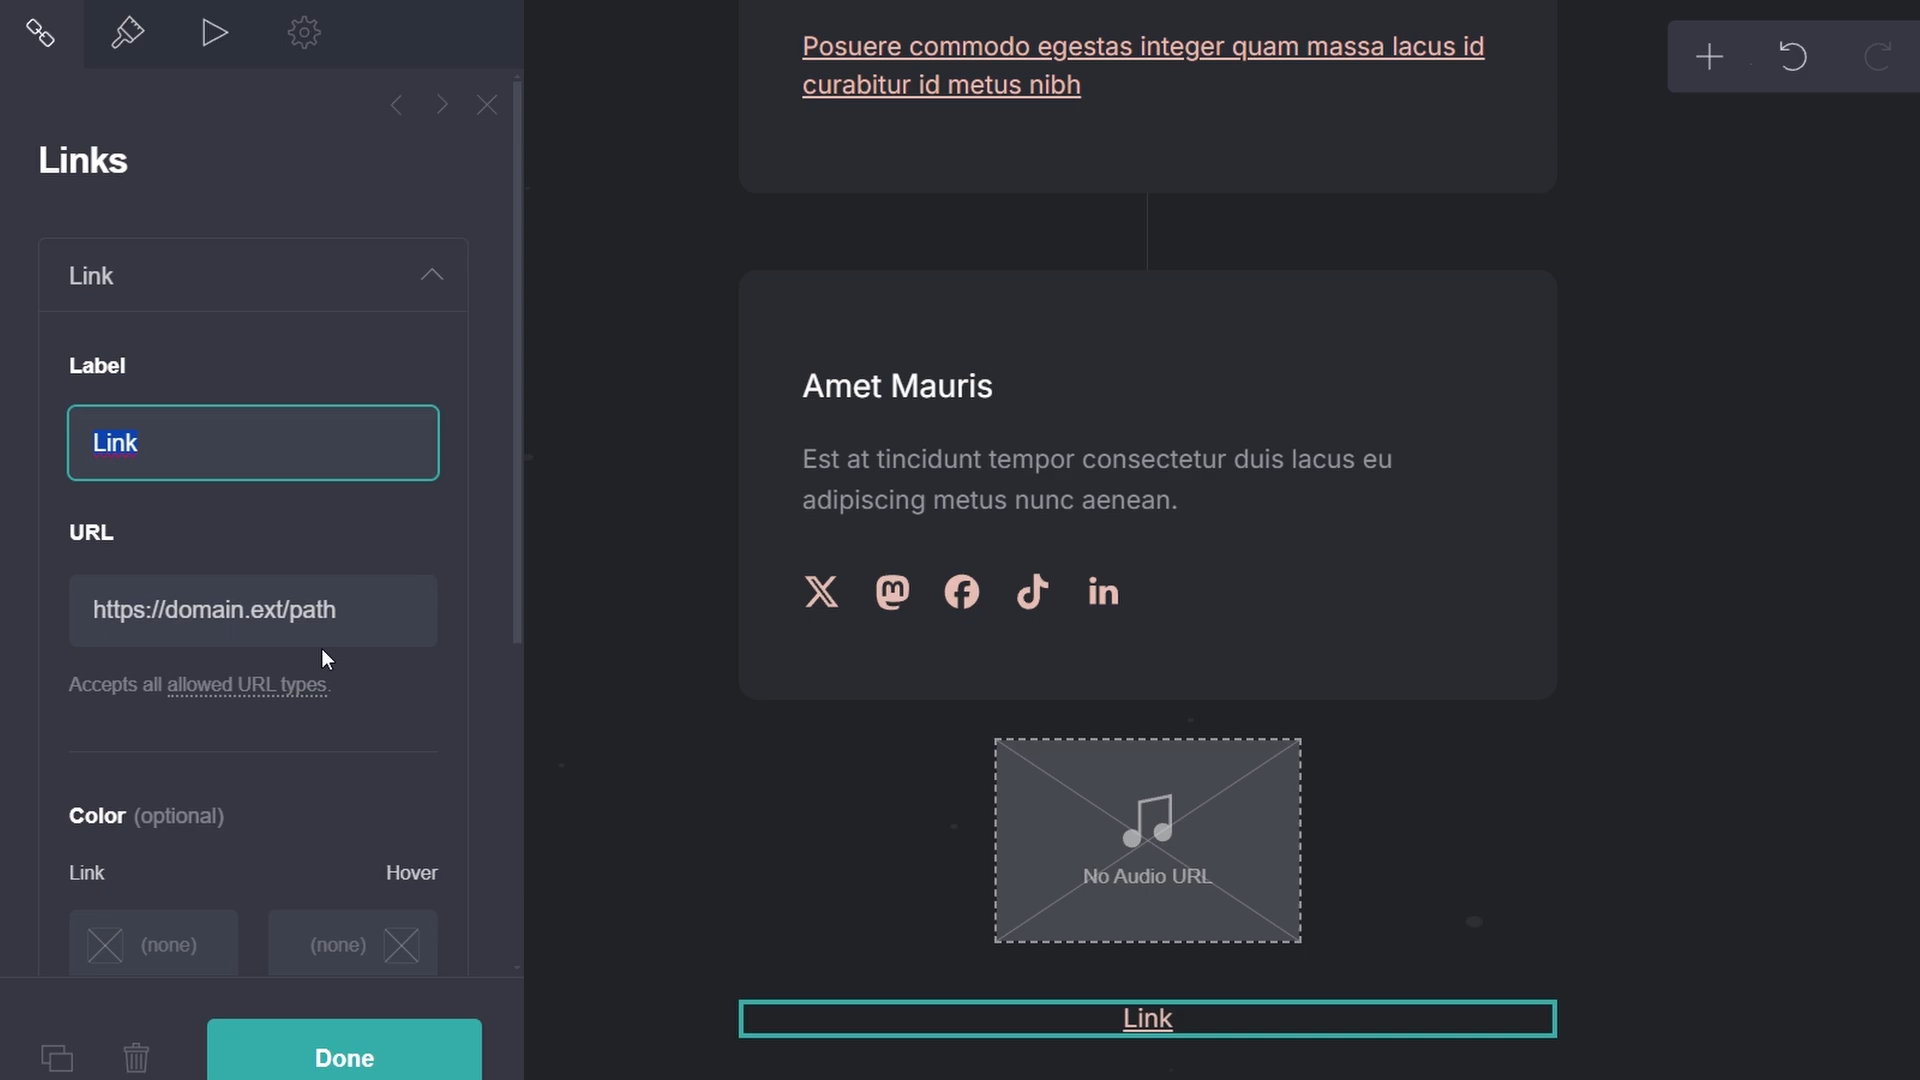 Links
Link
Label
Link
URL
https://domain.ext/path
Accepts all allowed URL types.
Color (optional)
Link
Hover
(none)
(none)
Done
Posuere commodo egestas integer quam massa lacus id
curabitur id metus nibh
Amet Mauris
Est at tincidunt tempor consectetur duis lacus eu
adipiscing metus nunc aenean.
No Audio URL
Link